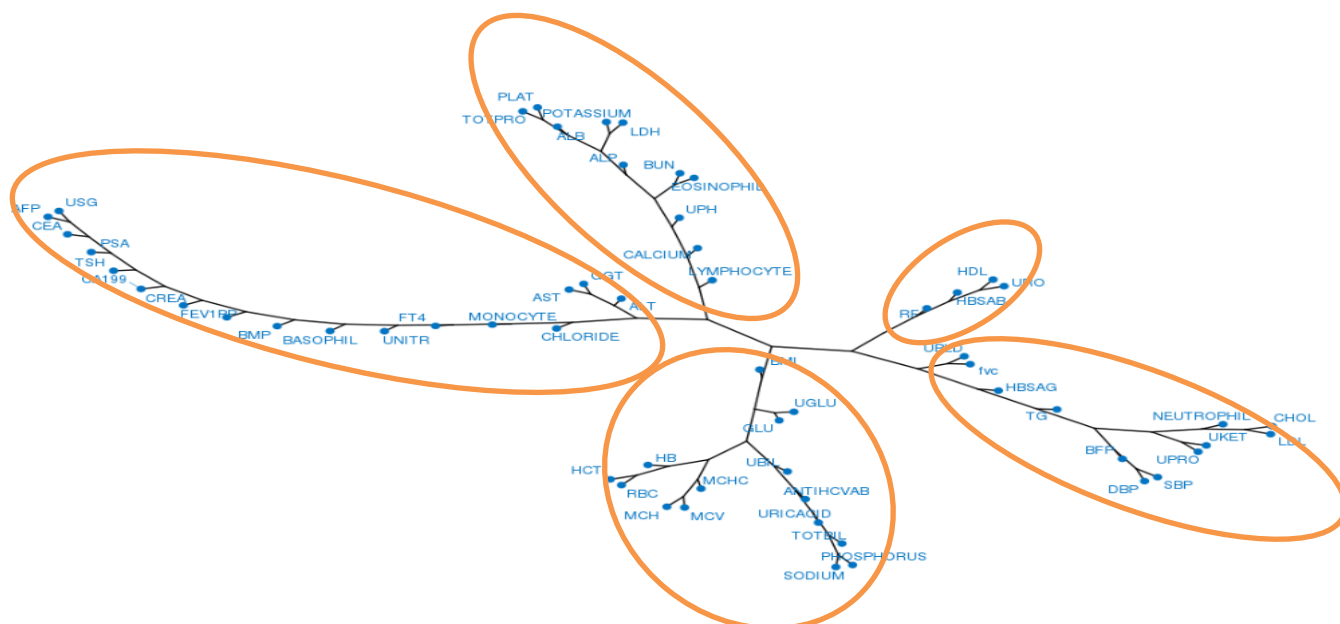 PLAT
POTASSIUM
TOTPRO
ALB
LDH
ALP
BUN
EOSINOPHIL
UPH
CALCIUM
LYMPHOCYTE
AFP
USG
CEA
PSA
TSH
CA199
CREA
FEV1PP
BMP
BASOPHIL
UNITR
FT4
MONOCYTE
CHLORIDE
AST
GGT
ALT
HDL
URO
HBSAB
RF
UBLD
fvc
HBSAG
TG
NEUTROPHIL
CHOL
LDL
UKET
UPRO
BFP
DBP
SBP
BMI
UGLU
GLU
HB
HCT
RBC
MCHC
MCH
MCV
UBIL
ANTIHCVAB
URICACID
TOTBIL
PHOSPHORUS
SODIUM